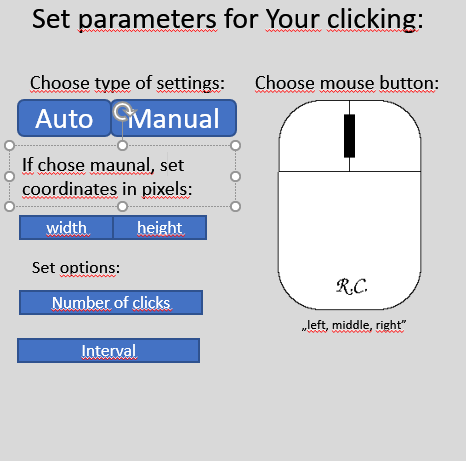 Set parameters for Your clicking:
Choose type of settings:
Choose mouse button:
Auto
Manual
If chose maunal, set
coordinates in pixels:
width
height
Set options:
Number of clicks
Interval
R.C.
„left, middle, right”